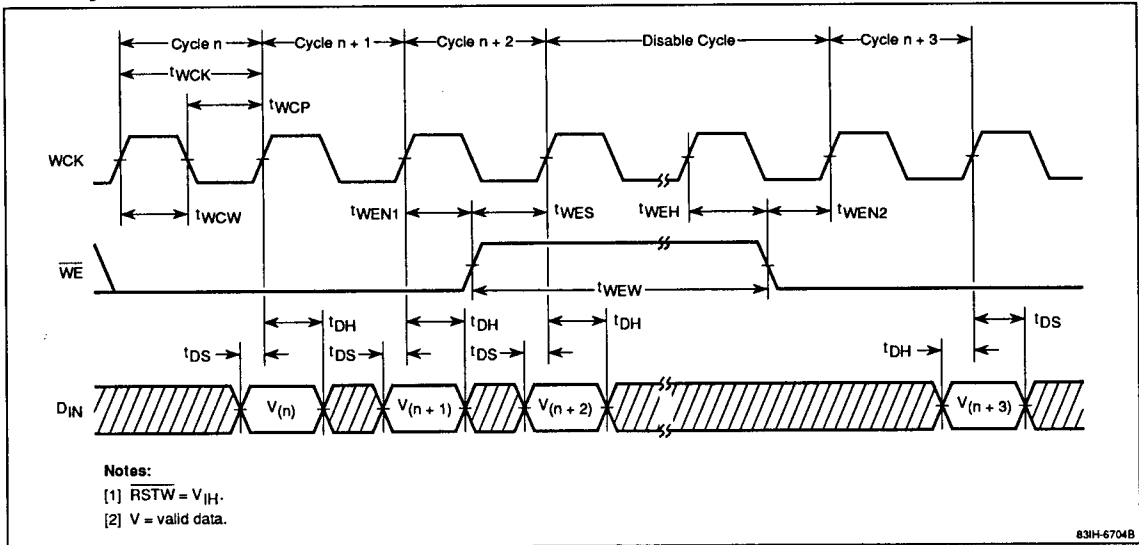 Cycle n Cycle n + 1 Cycle n + 2 Disable Cycle Cycle n + 3
tWCK
tWCP
WCK
tWCW tWEN1 tWES tWEH tWEN2
WE
tWEW
tDH tDH tDH tDS
tDS tDS tDS tDH
DIN V(n) V(n + 1) V(n + 2) V(n + 3)
Notes:
[1] RSTW = VIH.
[2] V = valid data.
83IH-6704B